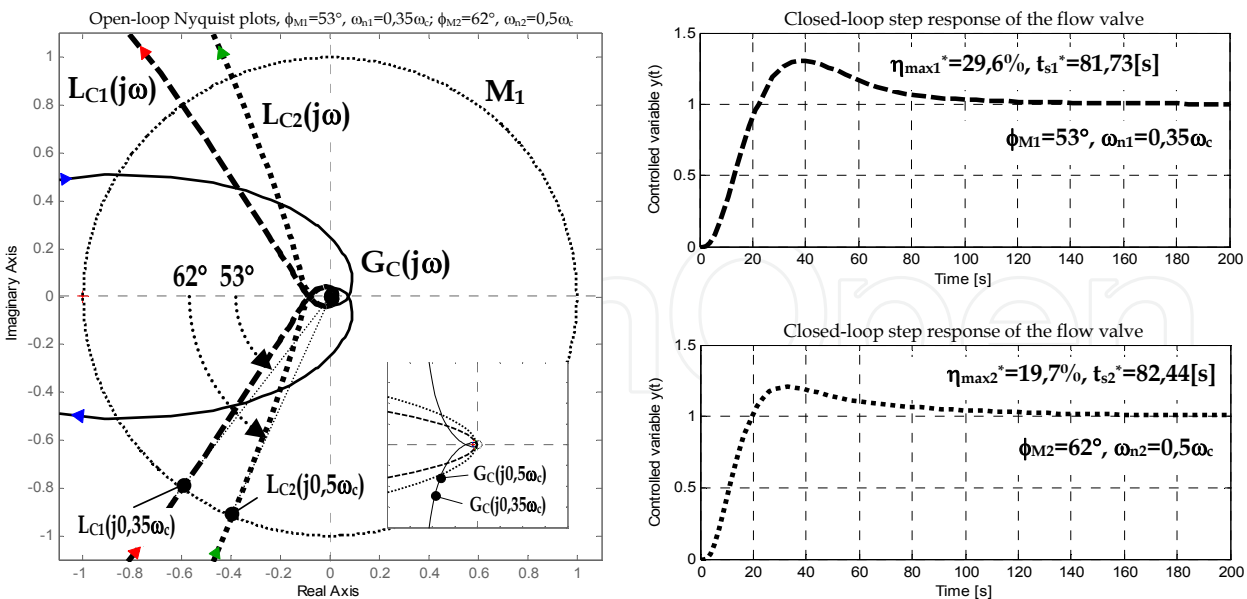 Open-loop Nyquist plots, ϕM1=53°, ωn1=0,35ωc; ϕM2=62°, ωn2=0,5ωc
1
0.8
0.6
0.4
0.2
0
-0.2
-0.4
-0.6
-0.8
-1
Imaginary Axis
-1
-0.8
-0.6
-0.4
-0.2
0
0.2
0.4
0.6
0.8
1
Real Axis
LC1(jω)
LC2(jω)
M1
GC(jω)
62°
53°
LC1(j0,35ωc)
LC2(j0,5ωc)
GC(j0,5ωc)
GC(j0,35ωc)
Closed-loop step response of the flow valve
1.5
1
0.5
0
Controlled variable y(t)
ηmax1*=29,6%, ts1*=81,73[s]
ϕM1=53°, ωn1=0,35ωc
0
20
40
60
80
100
120
140
160
180
200
Time [s]
Closed-loop step response of the flow valve
1.5
1
0.5
0
Controlled variable y(t)
ηmax2*=19,7%, ts2*=82,44[s]
ϕM2=62°, ωn2=0,5ωc
0
20
40
60
80
100
120
140
160
180
200
Time [s]